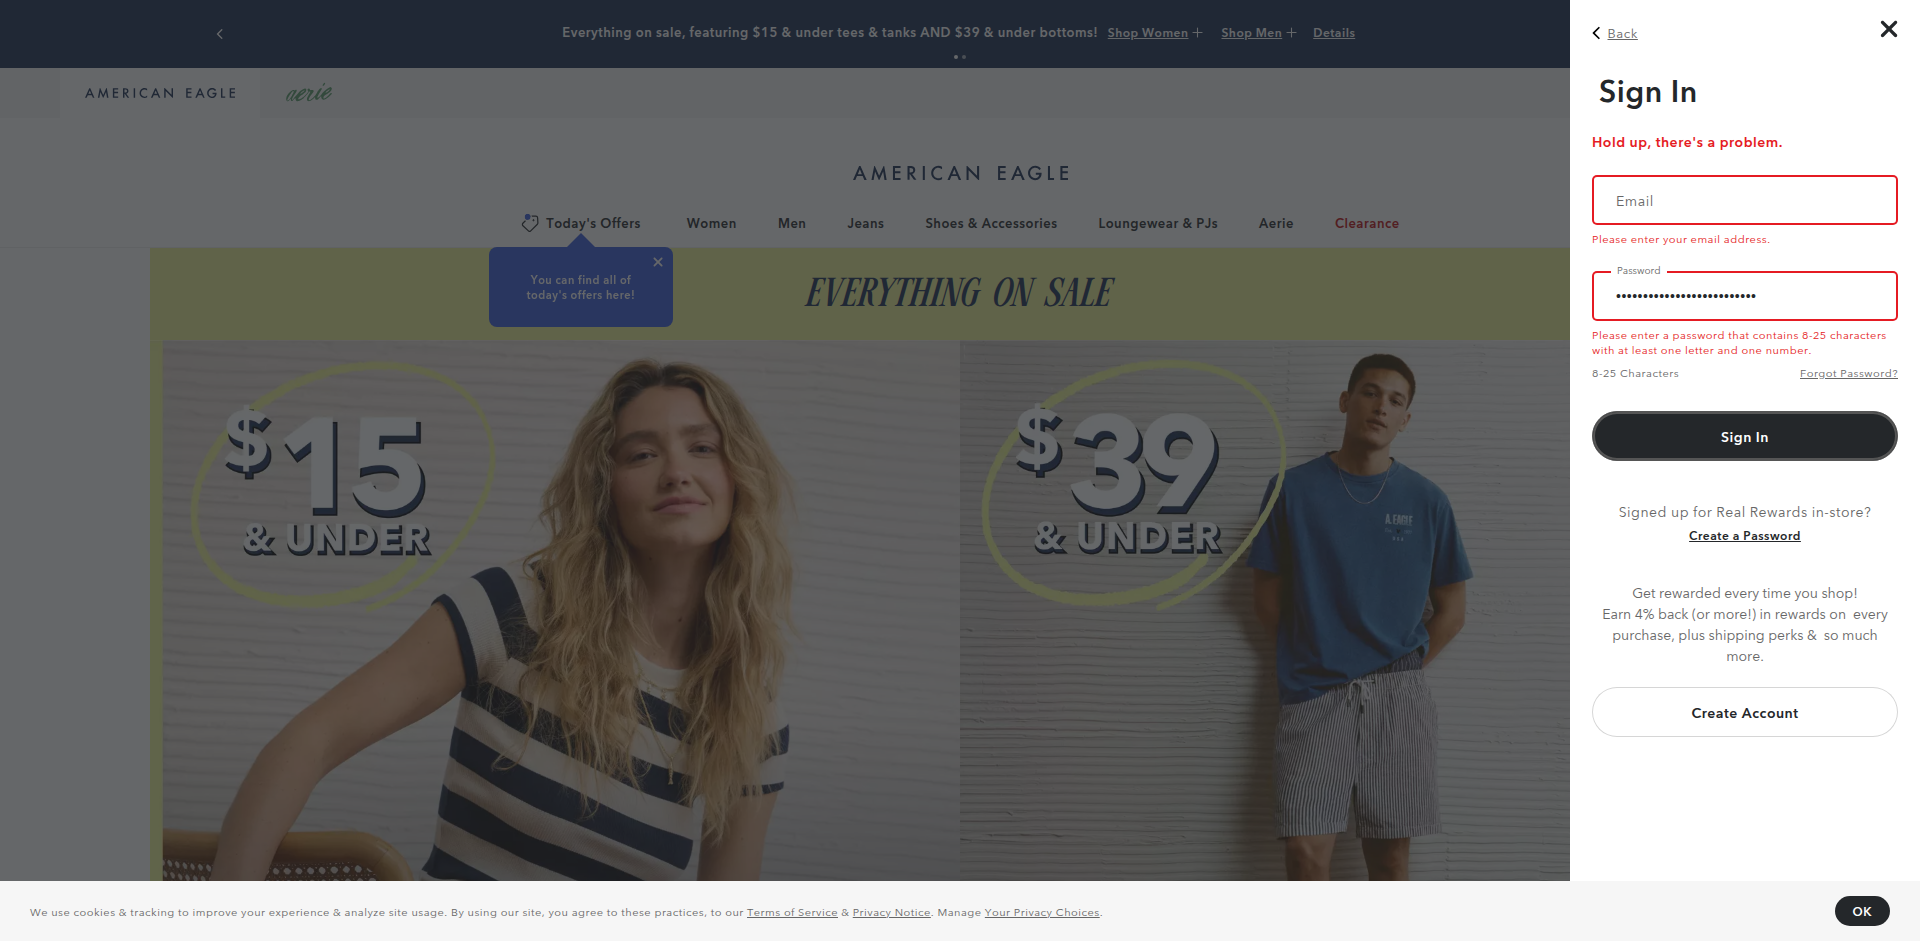 Everything on sale, featuring $15 & under tees & tanks AND $39 & under bottoms! Shop Women Shop Men Details
AMERICAN EAGLE aerie
AMERICAN EAGLE
Today's Offers Women Men Jeans Shoes & Accessories Loungewear & PJs Aerie Clearance
You can find all of
today's offers here!
EVERYTHING ON SALE
$15
& UNDER
$39
& UNDER
A. EAGLE
Back
Sign In
Hold up, there's a problem.
Email
Please enter your email address.
Password
••••••••••••••••••••••••••
Please enter a password that contains 8-25 characters
with at least one letter and one number.
8-25 Characters Forgot Password?
Sign In
Signed up for Real Rewards in-store?
Create a Password
Get rewarded every time you shop!
Earn 4% back (or more!) in rewards on every
purchase, plus shipping perks & so much
more.
Create Account
We use cookies & tracking to improve your experience & analyze site usage. By using our site, you agree to these practices, to our Terms of Service & Privacy Notice. Manage Your Privacy Choices.
OK